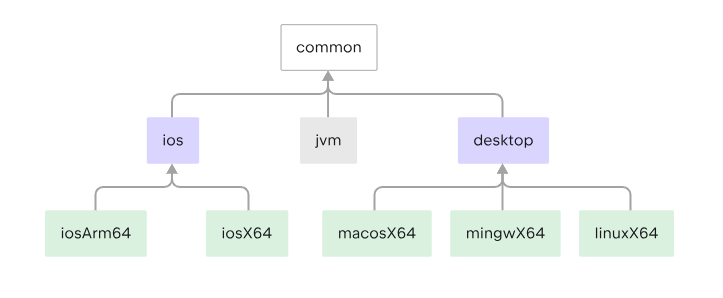 common
ios
jvm
desktop
iosArm64
iosX64
macosX64
mingwX64
linuxX64